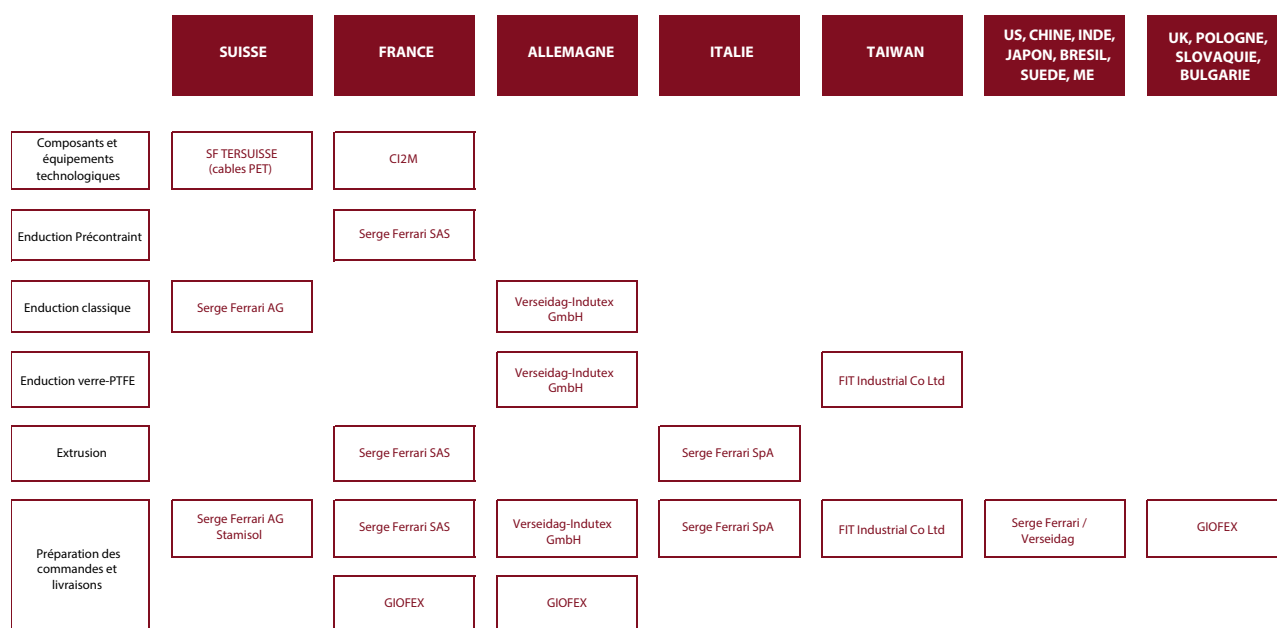 SUISSE
FRANCE
ALLEMAGNE
ITALIE
TAIWAN
US, CHINE, INDE,
JAPON, BRESIL,
SUEDE, ME
UK, POLOGNE,
SLOVAQUIE,
BULGARIE
Composants et
équipements
technologiques
SF TERSUISSE
(cables PET)
CI2M
Enduction Précontraint
Serge Ferrari SAS
Enduction classique
Serge Ferrari AG
Verseidag-Indutex
GmbH
Enduction verre-PTFE
Verseidag-Indutex
GmbH
FIT Industrial Co Ltd
Extrusion
Serge Ferrari SAS
Serge Ferrari SpA
Préparation des
commandes et
livraisons
Serge Ferrari AG
Stamisol
Serge Ferrari SAS
Verseidag-Indutex
GmbH
Serge Ferrari SpA
FIT Industrial Co Ltd
Serge Ferrari /
Verseidag
GIOFEX
GIOFEX
GIOFEX